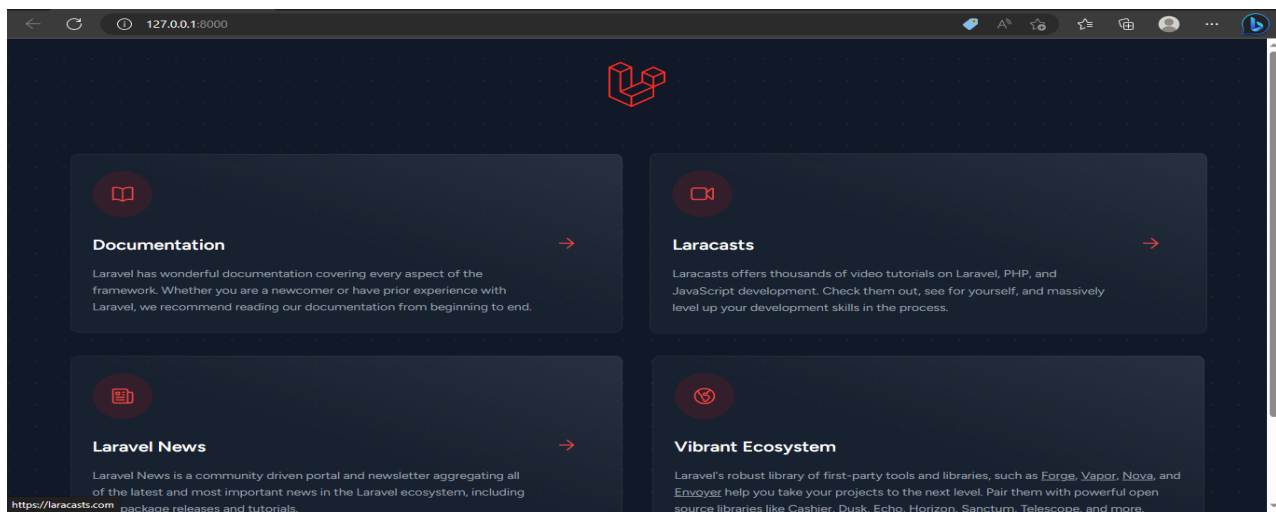 127.0.0.1:8000
Documentation
Laravel has wonderful documentation covering every aspect of the
framework. Whether you are a newcomer or have prior experience with
Laravel, we recommend reading our documentation from beginning to end.
Laracasts
Laracasts offers thousands of video tutorials on Laravel, PHP, and
JavaScript development. Check them out, see for yourself, and massively
level up your development skills in the process.
Laravel News
Laravel News is a community driven portal and newsletter aggregating all
of the latest and most important news in the Laravel ecosystem, including
package releases and tutorials.
Vibrant Ecosystem
Laravel's robust library of first-party tools and libraries, such as Forge, Vapor, Nova, and
Envoyer help you take your projects to the next level. Pair them with powerful open
source libraries like Cashier, Dusk, Echo, Horizon, Sanctum, Telescope, and more.
https://laracasts.com